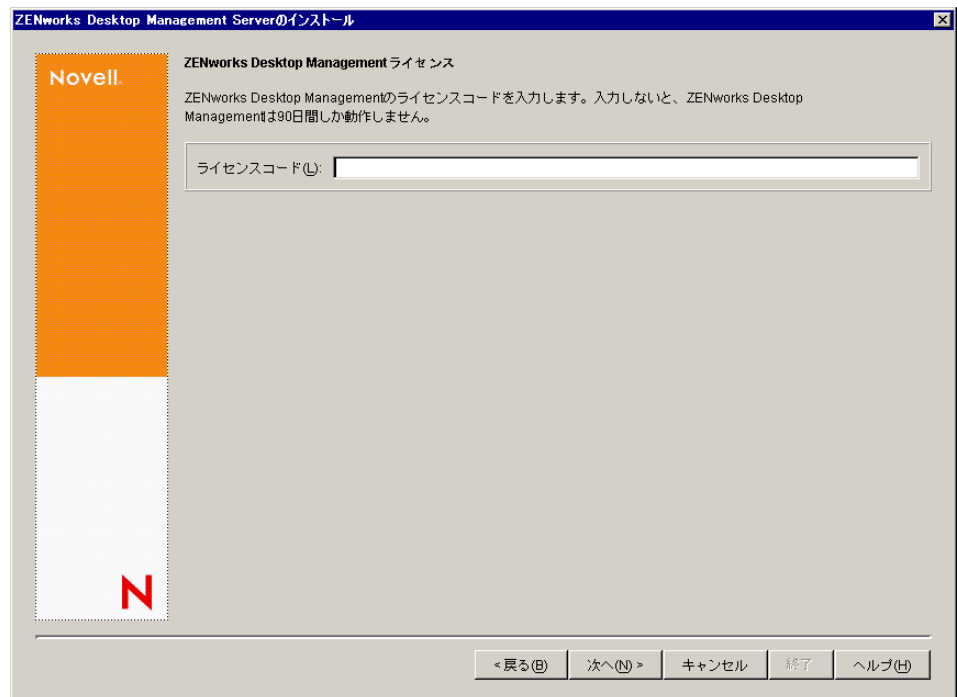 ZENworks Desktop Management Serverのインストール
Novell.
ZENworks Desktop Managementライセンス
ZENworks Desktop Managementのライセンスコードを入力します。入力しないと、ZENworks Desktop
Managementは90日間しか動作しません。
ライセンスコード(L):
N
<戻る(B)
次へ(N)>
キャンセル
終了
ヘルプ(H)